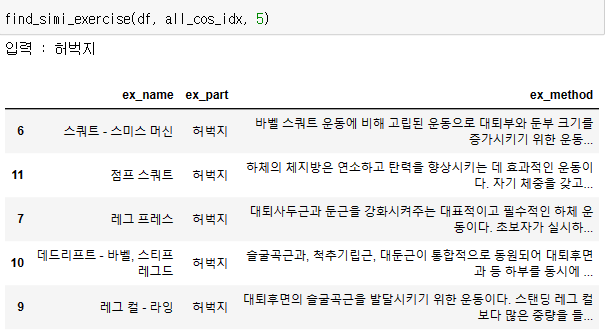 find_simi_exercise(df, all_cos_idx, 5)
입력 : 허벅지
ex_name ex_part ex_method
6 스쿼트 - 스미스 머신 허벅지 바벨 스쿼트 운동에 비해 고립된 운동으로 대퇴부와 둔부 크기를
증가시키기 위한 운동...
11 점프 스쿼트 허벅지 하체의 체지방은 연소하고 탄력을 향상시키는 데 효과적인 운동이
다. 자기 체중을 갖고...
7 레그 프레스 허벅지 대퇴사두근과 둔근을 강화시켜주는 대표적이고 필수적인 하체 운
동이다. 초보자가 실시하...
10 데드리프트 - 바벨, 스티프
레그드 허벅지 슬굴곡근과, 척추기립근, 대둔근이 통합적으로 동원되어 대퇴후면
과 등 하부를 동시에 ...
9 레그 컬 - 라잉 허벅지 대퇴후면의 슬굴곡근을 발달시키기 위한 운동이다. 스탠딩 레그 컬
보다 많은 중량을 들...